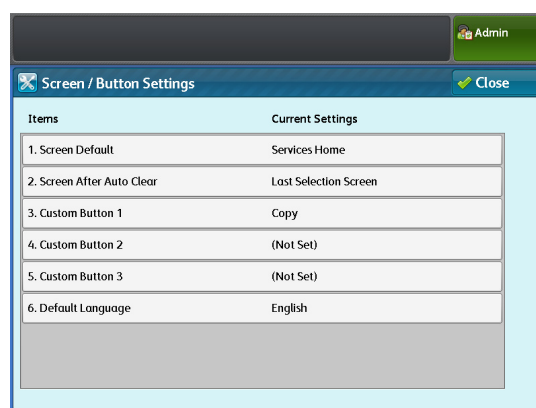 Admin
Screen / Button Settings
Close
Items Current Settings
1. Screen Default Services Home
2. Screen After Auto Clear Last Selection Screen
3. Custom Button 1 Copy
4. Custom Button 2 (Not Set)
5. Custom Button 3 (Not Set)
6. Default Language English